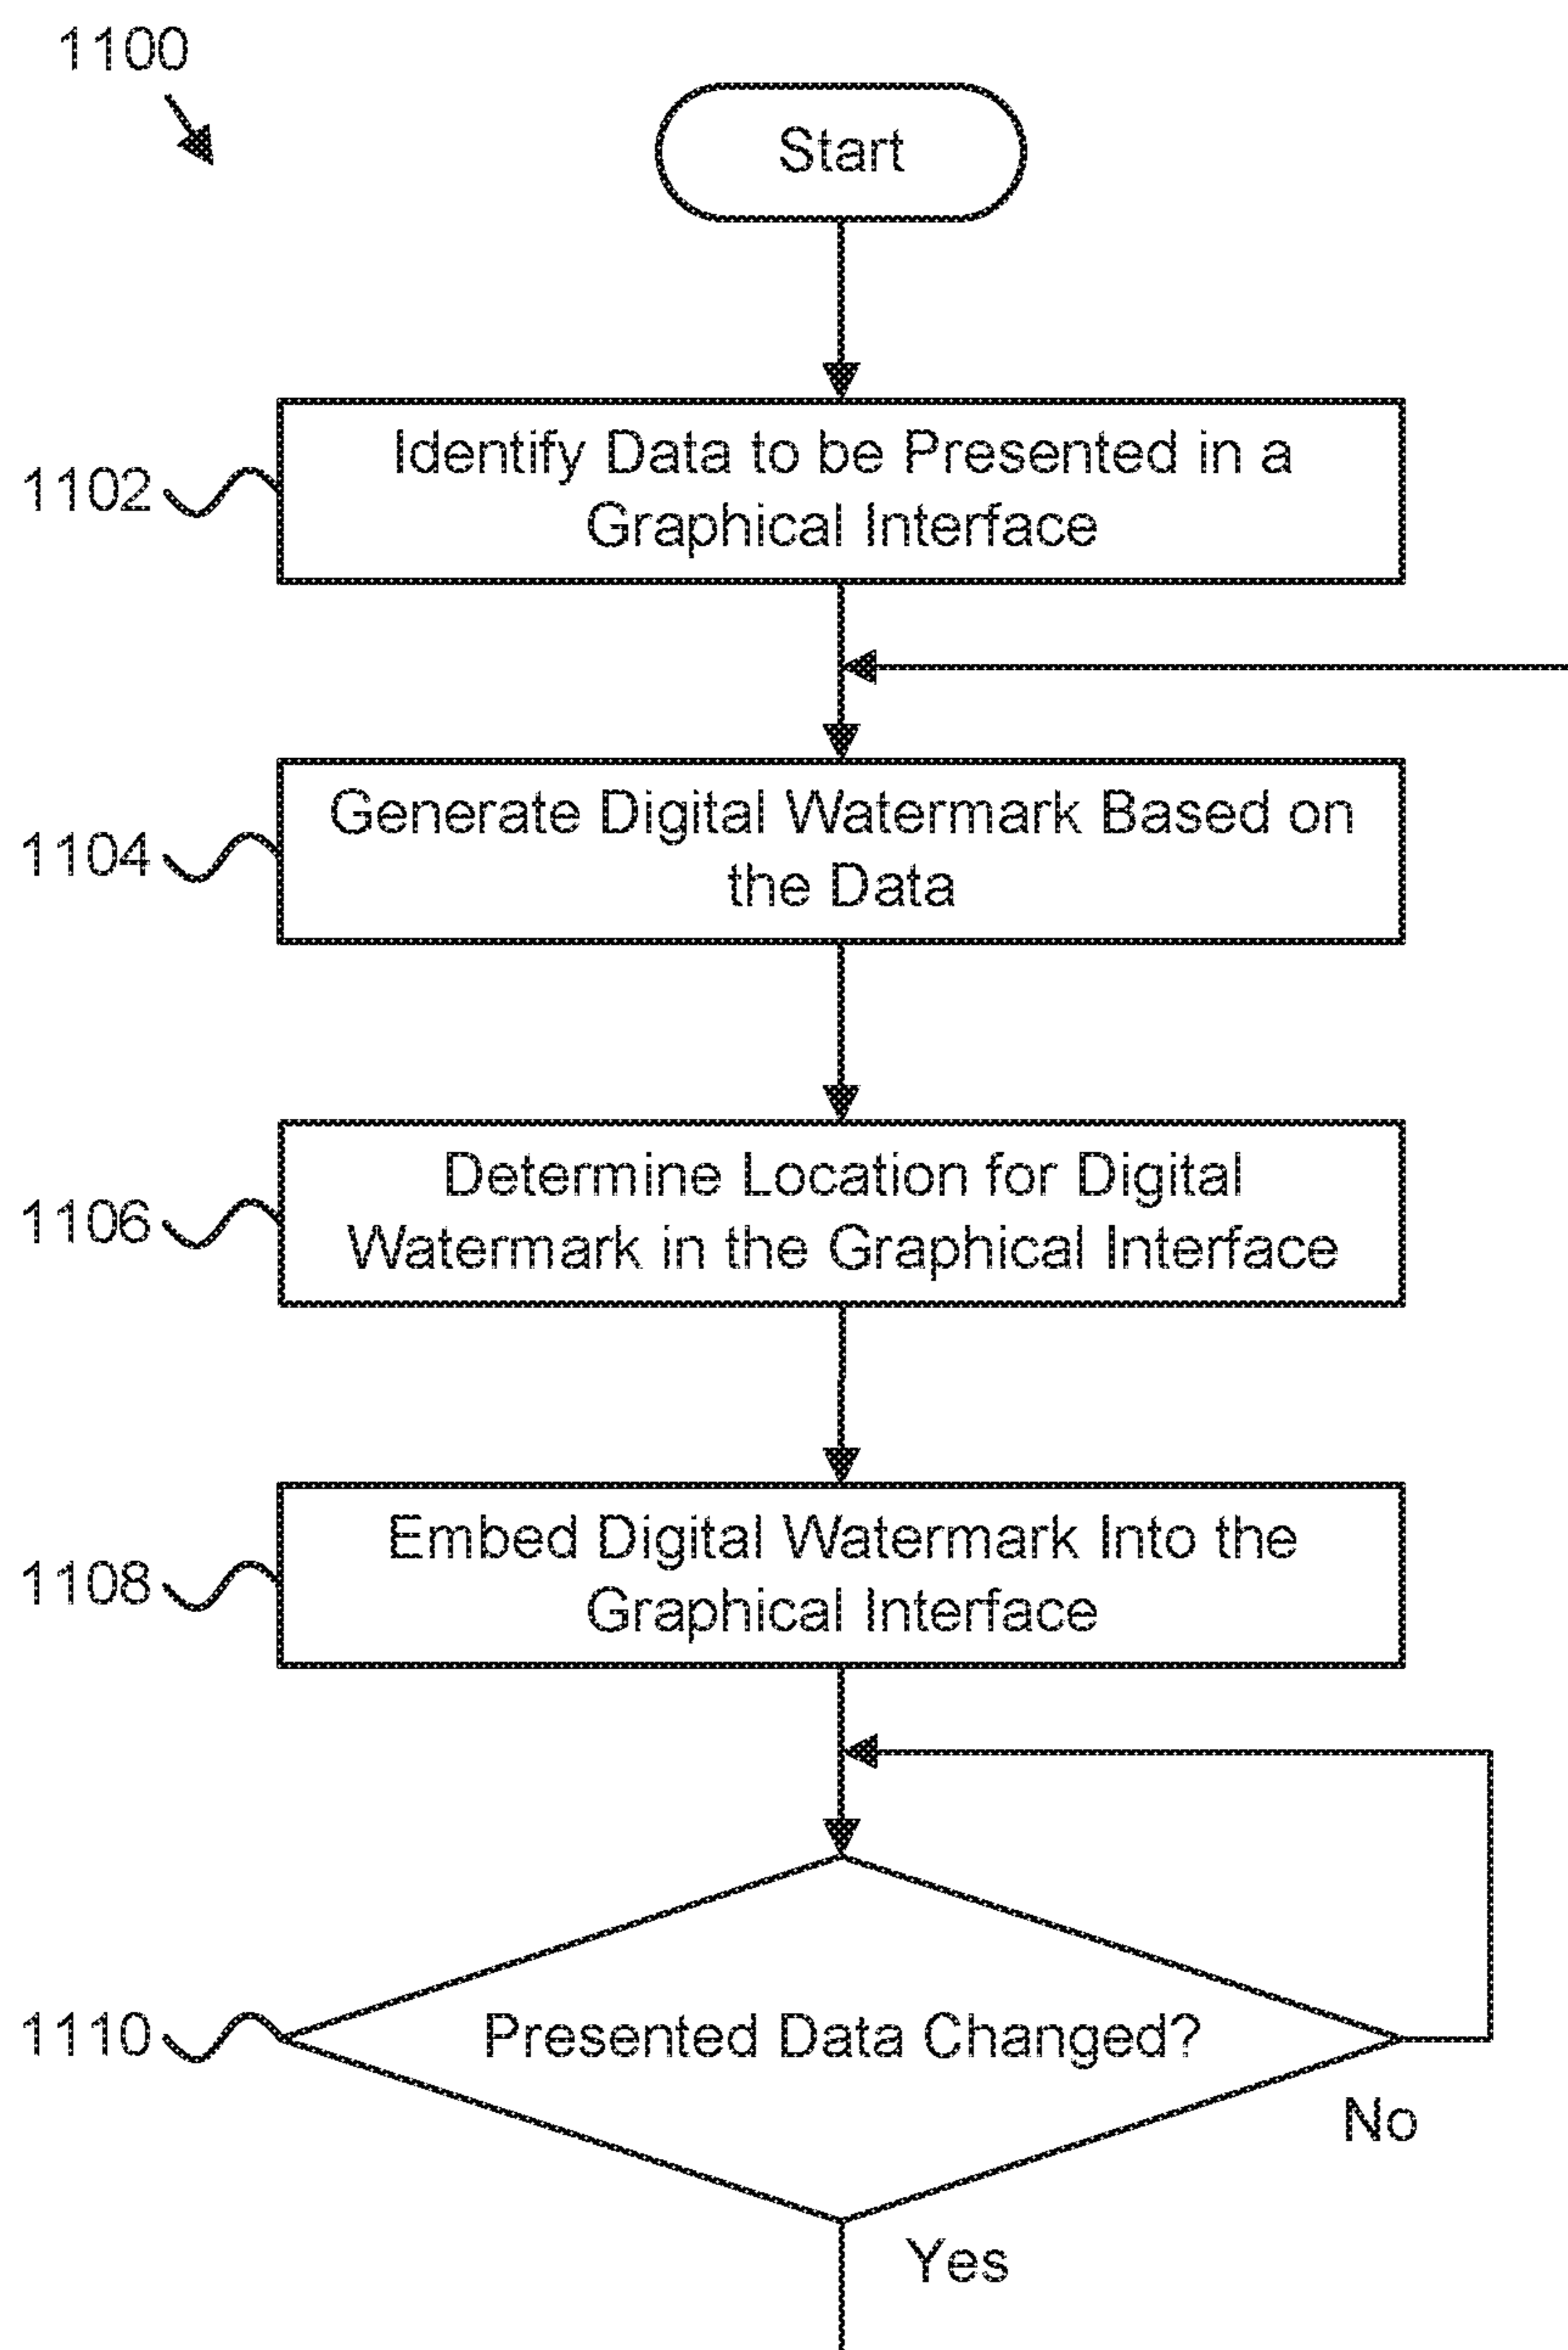 1100
Start
1102
Identify Data to be Presented in a
Graphical Interface
1104
Generate Digital Watermark Based on
the Data
1106
Determine Location for Digital
Watermark in the Graphical Interface
1108
Embed Digital Watermark Into the
Graphical Interface
1110
Presented Data Changed?
No
Yes